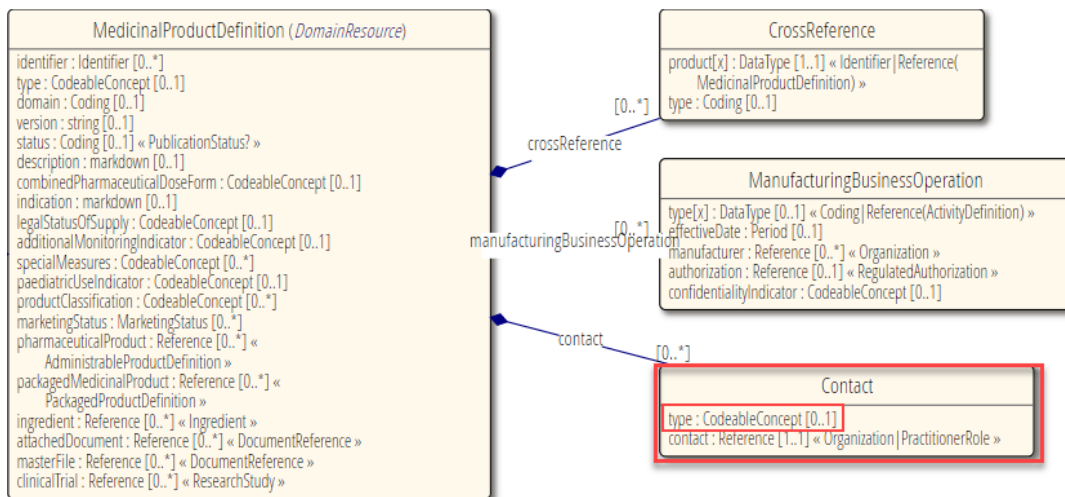 MedicinalProductDefinition (DomainResource)
identifier : Identifier [0..*]
type : CodeableConcept [0..1]
domain : Coding [0..1]
version : string [0..1]
status : Coding [0..1] « PublicationStatus? »
description : markdown [0..1]
combinedPharmaceuticalDoseForm : CodeableConcept [0..1]
indication : markdown [0..1]
legalStatusOfSupply : CodeableConcept [0..1]
additionalMonitoringIndicator : CodeableConcept [0..1]
specialMeasures : CodeableConcept [0..*]
paediatricUseIndicator : CodeableConcept [0..1]
productClassification : CodeableConcept [0..*]
marketingStatus : MarketingStatus [0..*]
pharmaceuticalProduct : Reference [0..*] «
AdministrableProductDefinition »
packagedMedicinalProduct : Reference [0..*] «
PackagedProductDefinition »
ingredient : Reference [0..*] « Ingredient »
attachedDocument : Reference [0..*] « DocumentReference »
masterFile : Reference [0..*] « DocumentReference »
clinicalTrial : Reference [0..*] « ResearchStudy »
[0..*]
crossReference
CrossReference
product[x] : DataType [1..1] « Identifier|Reference(
MedicinalProductDefinition) »
type : Coding [0..1]
[0..*]
manufacturingBusinessOperation
ManufacturingBusinessOperation
type[x] : DataType [0..1] « Coding|Reference(ActivityDefinition) »
effectiveDate : Period [0..1]
manufacturer : Reference [0..*] « Organization »
authorization : Reference [0..1] « RegulatedAuthorization »
confidentialityIndicator : CodeableConcept [0..1]
contact
[0..*]
Contact
type : CodeableConcept [0..1]
contact : Reference [1..1] « Organization|PractitionerRole »